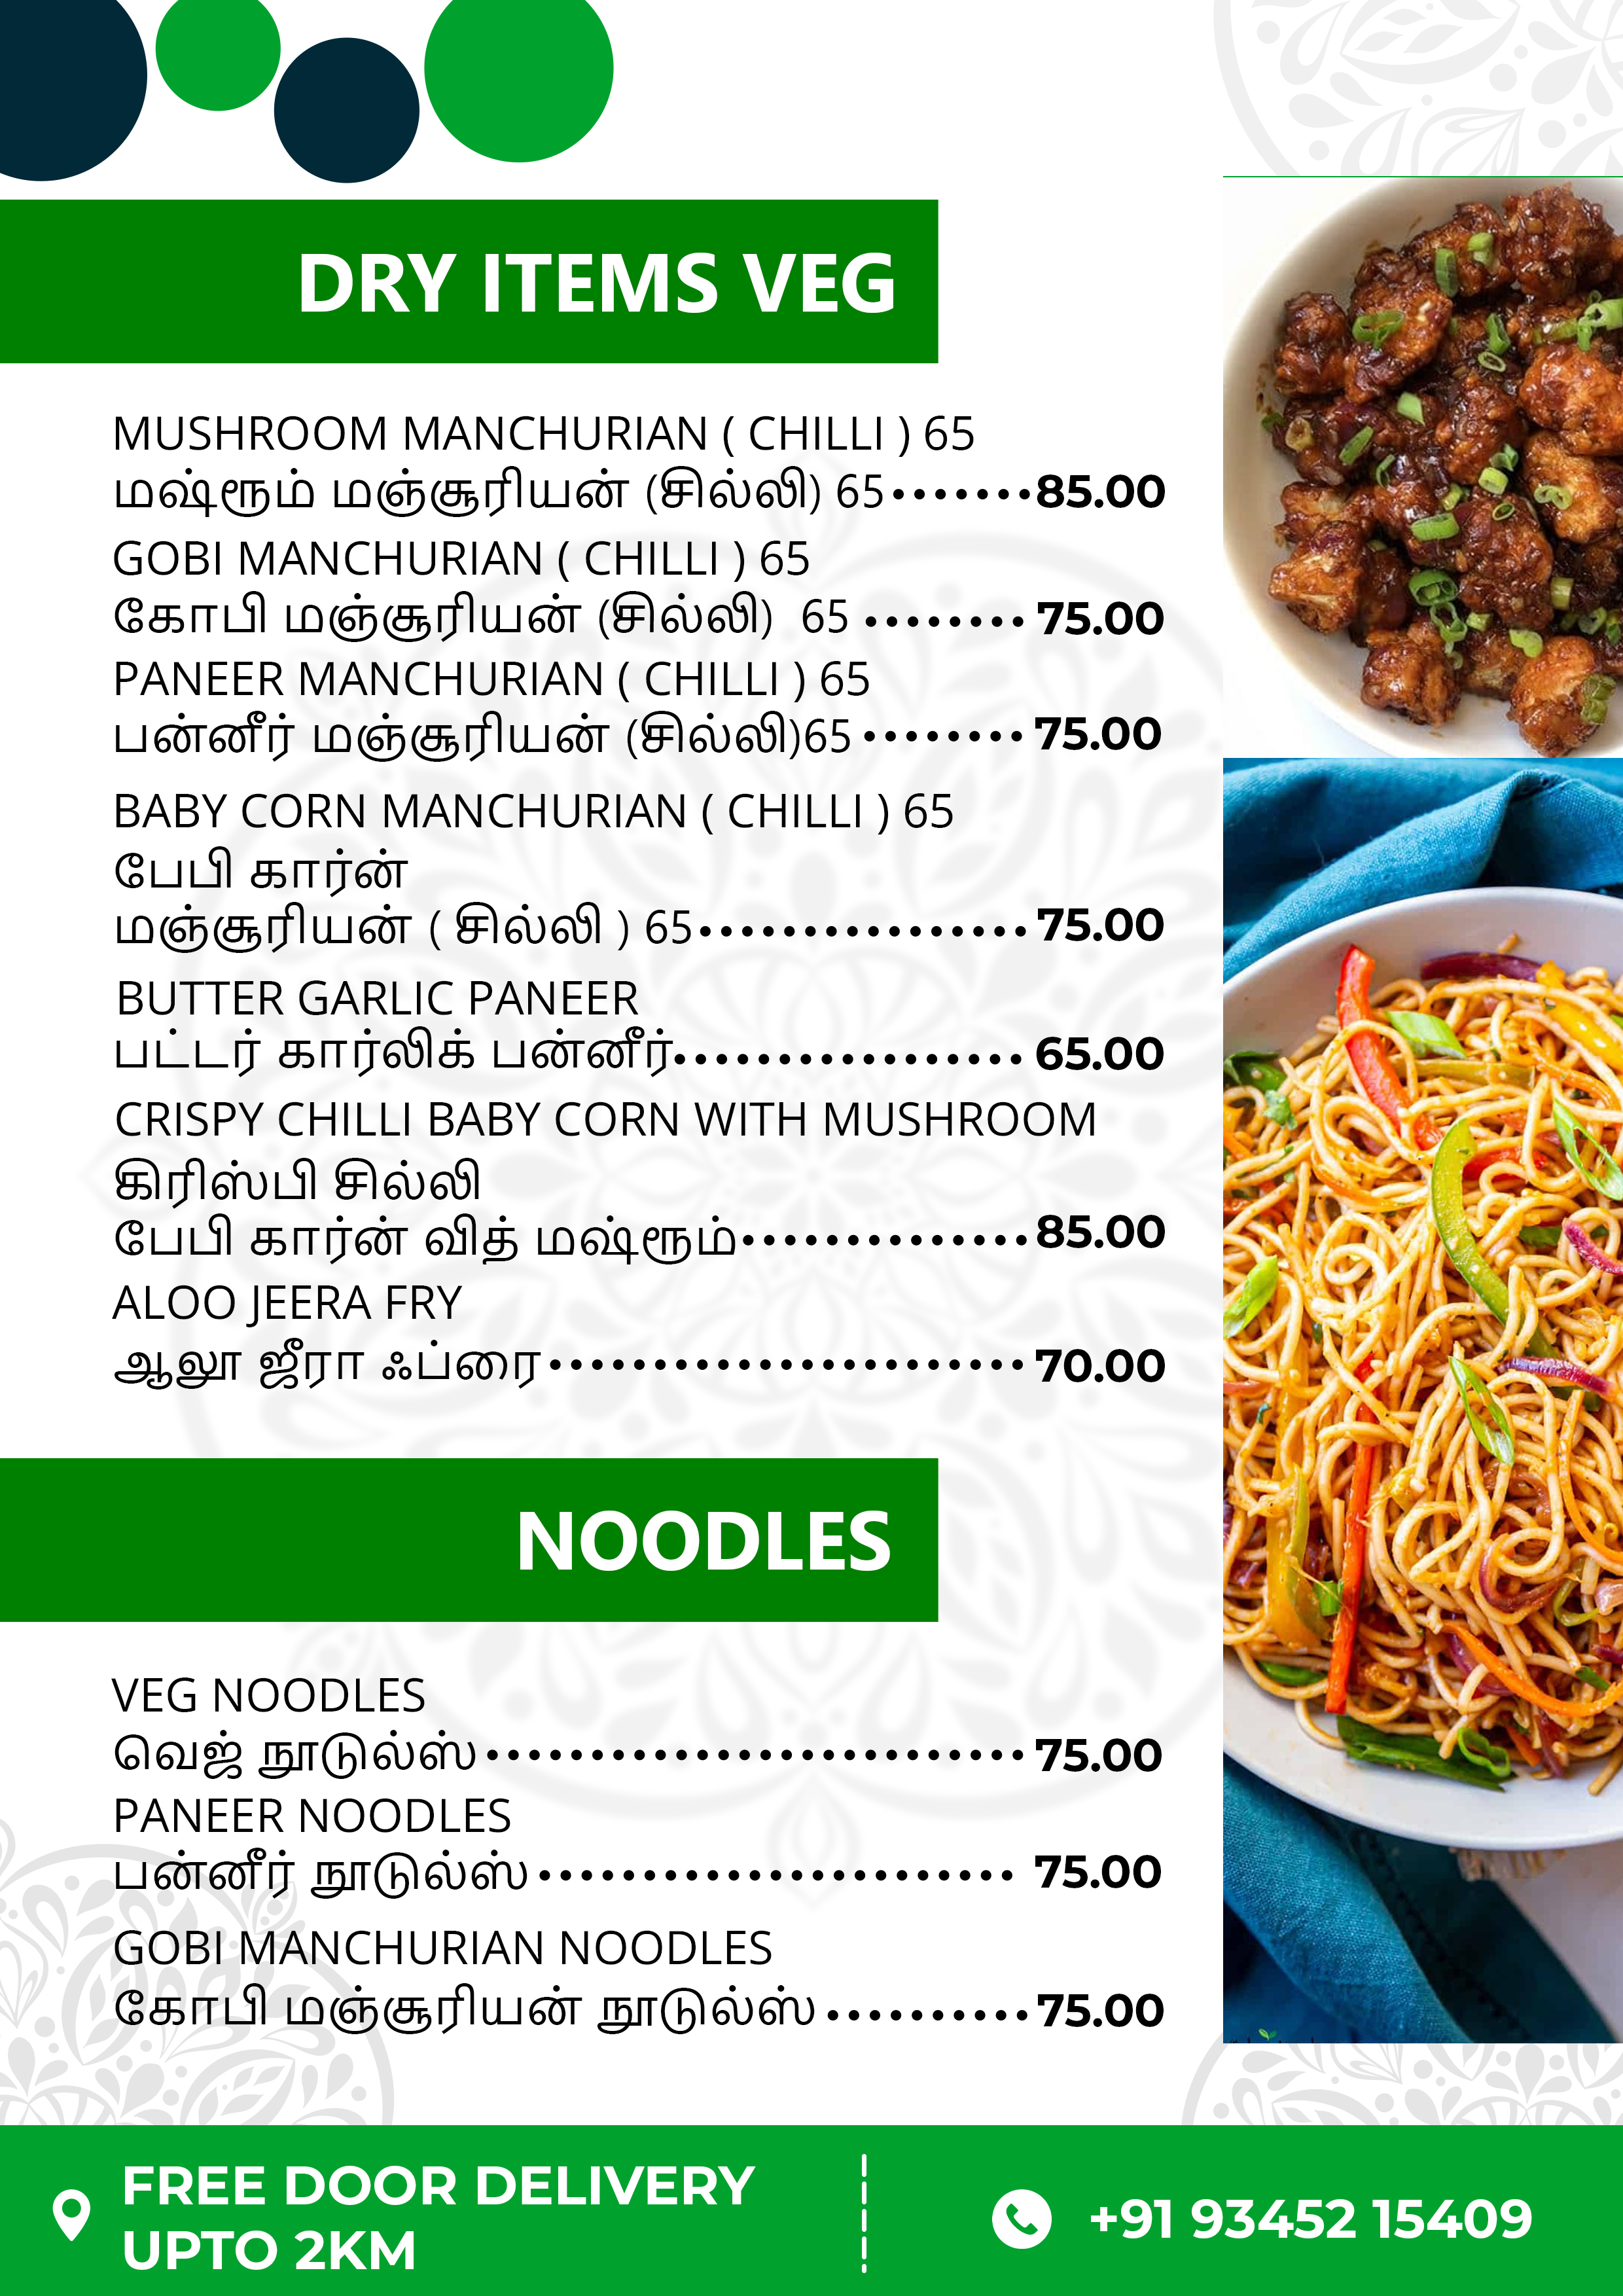 DRY ITEMS VEG
MUSHROOM MANCHURIAN ( CHILLI ) 65
மஷ்ரூம் மஞ்சூரியன் (சில்லி) 65.......85.00
GOBI MANCHURIAN ( CHILLI ) 65
கோபி மஞ்சூரியன் (சில்லி) 65 ........ 75.00
PANEER MANCHURIAN ( CHILLI ) 65
பன்னீர் மஞ்சூரியன் (சில்லி)65 ........ 75.00
BABY CORN MANCHURIAN ( CHILLI ) 65
பேபி கார்ன்
மஞ்சூரியன் ( சில்லி ) 65................75.00
BUTTER GARLIC PANEER
பட்டர் கார்லிக் பன்னீர்................. 65.00
CRISPY CHILLI BABY CORN WITH MUSHROOM
கிரிஸ்பி சில்லி
பேபி கார்ன் வித் மஷ்ரூம்..............85.00
ALOO JEERA FRY
ஆலூ ஜீரா ஃப்ரை....................... 70.00
NOODLES
VEG NOODLES
வெஜ் நூடுல்ஸ்.......................... 75.00
PANEER NOODLES
பன்னீர் நூடுல்ஸ் ....................... 75.00
GOBI MANCHURIAN NOODLES
கோபி மஞ்சூரியன் நூடுல்ஸ் ..........75.00
FREE DOOR DELIVERY
UPTO 2KM
+91 93452 15409